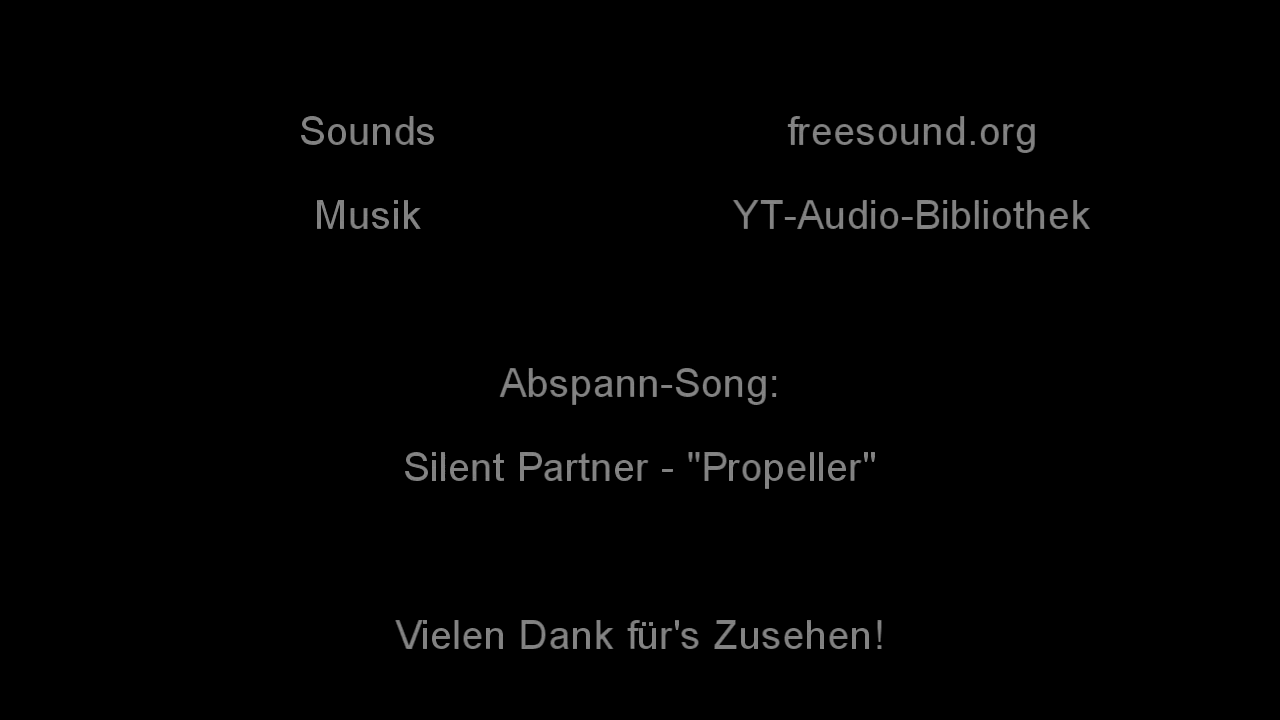 Sounds freesound.org
Musik YT-Audio-Bibliothek
Abspann-Song:
Silent Partner - "Propeller"
Vielen Dank für's Zusehen!